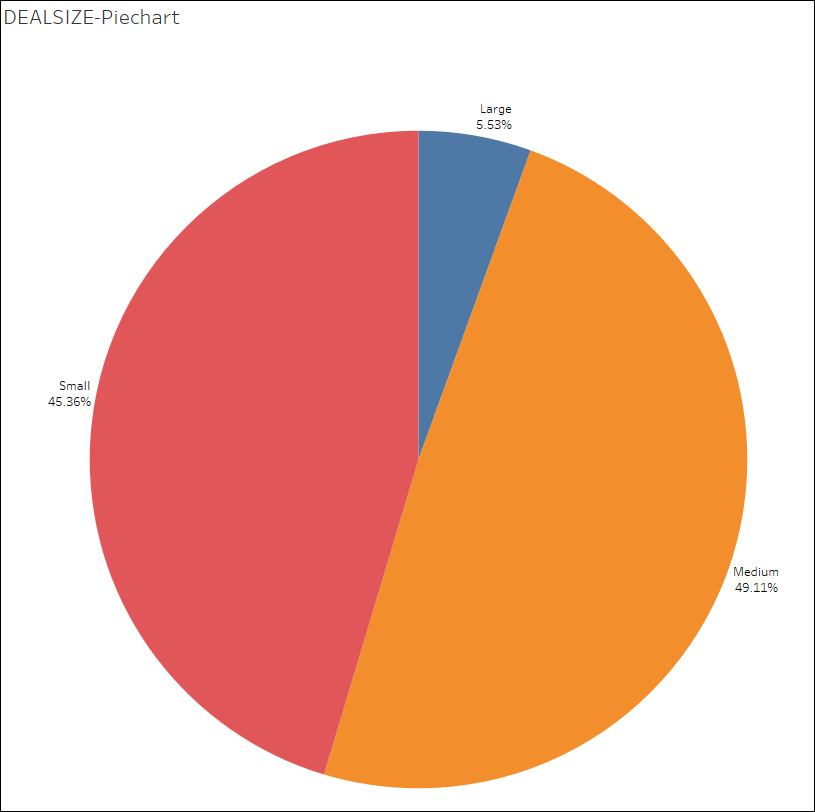 DEALSIZE-Piechart
Large
5.53%
Small
45.36%
Medium
49.11%